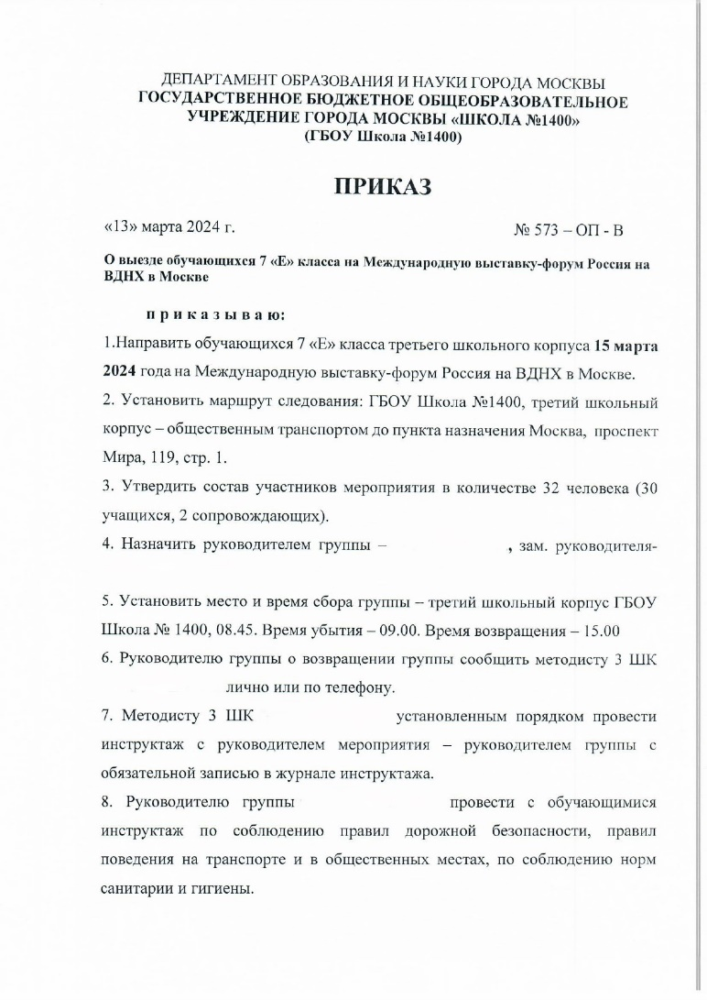 ДЕПАРТАМЕНТ ОБРАЗОВАНИЯ И НАУКИ ГОРОДА МОСКВЫ
ГОСУДАРСТВЕННОЕ БЮДЖЕТНОЕ ОБЩЕОБРАЗОВАТЕЛЬНОЕ
УЧРЕЖДЕНИЕ ГОРОДА МОСКВЫ «ШКОЛА №1400»
(ГБОУ Школа №1400)
ПРИКАЗ
«13» марта 2024 г. № 573 – ОП - В
О выезде обучающихся 7 «Е» класса на Международную выставку-форум Россия на
ВДНХ в Москве
п р и к а з ы в а ю:
1.Направить обучающихся 7 «Е» класса третьего школьного корпуса 15 марта
2024 года на Международную выставку-форум Россия на ВДНХ в Москве.
2. Установить маршрут следования: ГБОУ Школа №1400, третий школьный
корпус – общественным транспортом до пункта назначения Москва, проспект
Мира, 119, стр. 1.
3. Утвердить состав участников мероприятия в количестве 32 человека (30
учащихся, 2 сопровождающих).
4. Назначить руководителем группы – , зам. руководителя-
5. Установить место и время сбора группы – третий школьный корпус ГБОУ
Школа № 1400, 08.45. Время убытия – 09.00. Время возвращения – 15.00
6. Руководителю группы о возвращении группы сообщить методисту 3 ШК
лично или по телефону.
7. Методисту 3 ШК установленным порядком провести
инструктаж с руководителем мероприятия – руководителем группы с
обязательной записью в журнале инструктажа.
8. Руководителю группы провести с обучающимися
инструктаж по соблюдению правил дорожной безопасности, правил
поведения на транспорте и в общественных местах, по соблюдению норм
санитарии и гигиены.